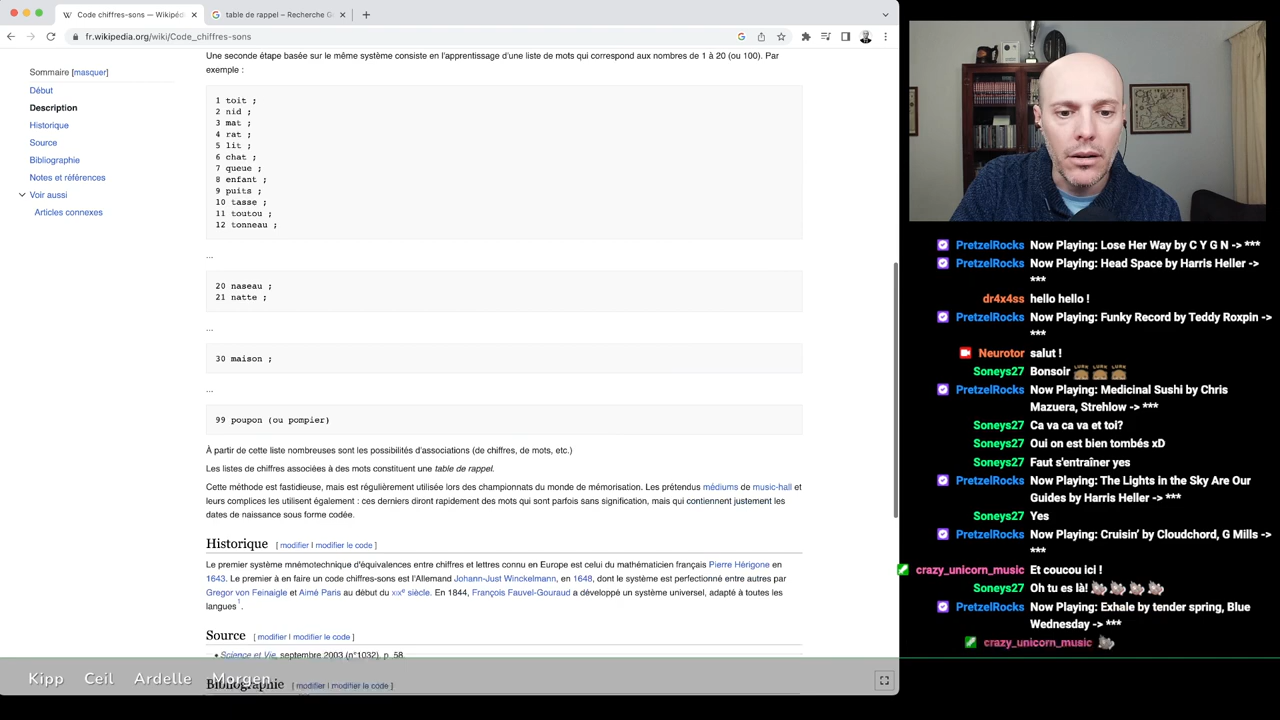 Code chiffres-sons — Wikipédi
table de rappel – Recherche G
fr.wikipedia.org/wiki/Code_chiffres-sons
Sommaire [masquer]
Début
Description
Historique
Source
Bibliographie
Notes et références
Voir aussi
Articles connexes
Une seconde étape basée sur le même système consiste en l'apprentissage d'une liste de mots qui correspond aux nombres de 1 à 20 (ou 100). Par
exemple :
1 toit ;
2 nid ;
3 mat ;
4 rat ;
5 lit ;
6 chat ;
7 queue ;
8 enfant ;
9 puits ;
10 tasse ;
11 toutou ;
12 tonneau ;
...
20 naseau ;
21 natte ;
...
30 maison ;
...
99 poupon (ou pompier)
À partir de cette liste nombreuses sont les possibilités d'associations (de chiffres, de mots, etc.)
Les listes de chiffres associées à des mots constituent une table de rappel.
Cette méthode est fastidieuse, mais est régulièrement utilisée lors des championnats du monde de mémorisation. Les prétendus médiums de music-hall et
leurs complices les utilisent également : ces derniers diront rapidement des mots qui sont parfois sans signification, mais qui contiennent justement les
dates de naissance sous forme codée.
Historique [ modifier | modifier le code ]
Le premier système mnémotechnique d'équivalences entre chiffres et lettres connu en Europe est celui du mathématicien français Pierre Hérigone en
1643. Le premier à en faire un code chiffres-sons est l'Allemand Johann-Just Winckelmann, en 1648, dont le système est perfectionné entre autres par
Gregor von Feinaigle et Aimé Paris au début du XIXe siècle. En 1844, François Fauvel-Gouraud a développé un système universel, adapté à toutes les
langues 1.
Source [ modifier | modifier le code ]
• Science et Vie, septembre 2003 (n°1032), p. 58.
Bibliographie [ modifier | modifier le code ]
Kipp Ceil Ardelle Morgen
PretzelRocks Now Playing: Lose Her Way by C Y G N -> ***
PretzelRocks Now Playing: Head Space by Harris Heller ->
***
dr4x4ss hello hello !
PretzelRocks Now Playing: Funky Record by Teddy Roxpin ->
***
Neurotor salut !
Soneys27 Bonsoir
PretzelRocks Now Playing: Medicinal Sushi by Chris
Mazuera, Strehlow -> ***
Soneys27 Ca va ca va et toi?
Soneys27 Oui on est bien tombés xD
Soneys27 Faut s'entraîner yes
PretzelRocks Now Playing: The Lights in the Sky Are Our
Guides by Harris Heller -> ***
Soneys27 Yes
PretzelRocks Now Playing: Cruisin' by Cloudchord, G Mills ->
***
crazy_unicorn_music Et coucou ici !
Soneys27 Oh tu es là!
PretzelRocks Now Playing: Exhale by tender spring, Blue
Wednesday -> ***
crazy_unicorn_music